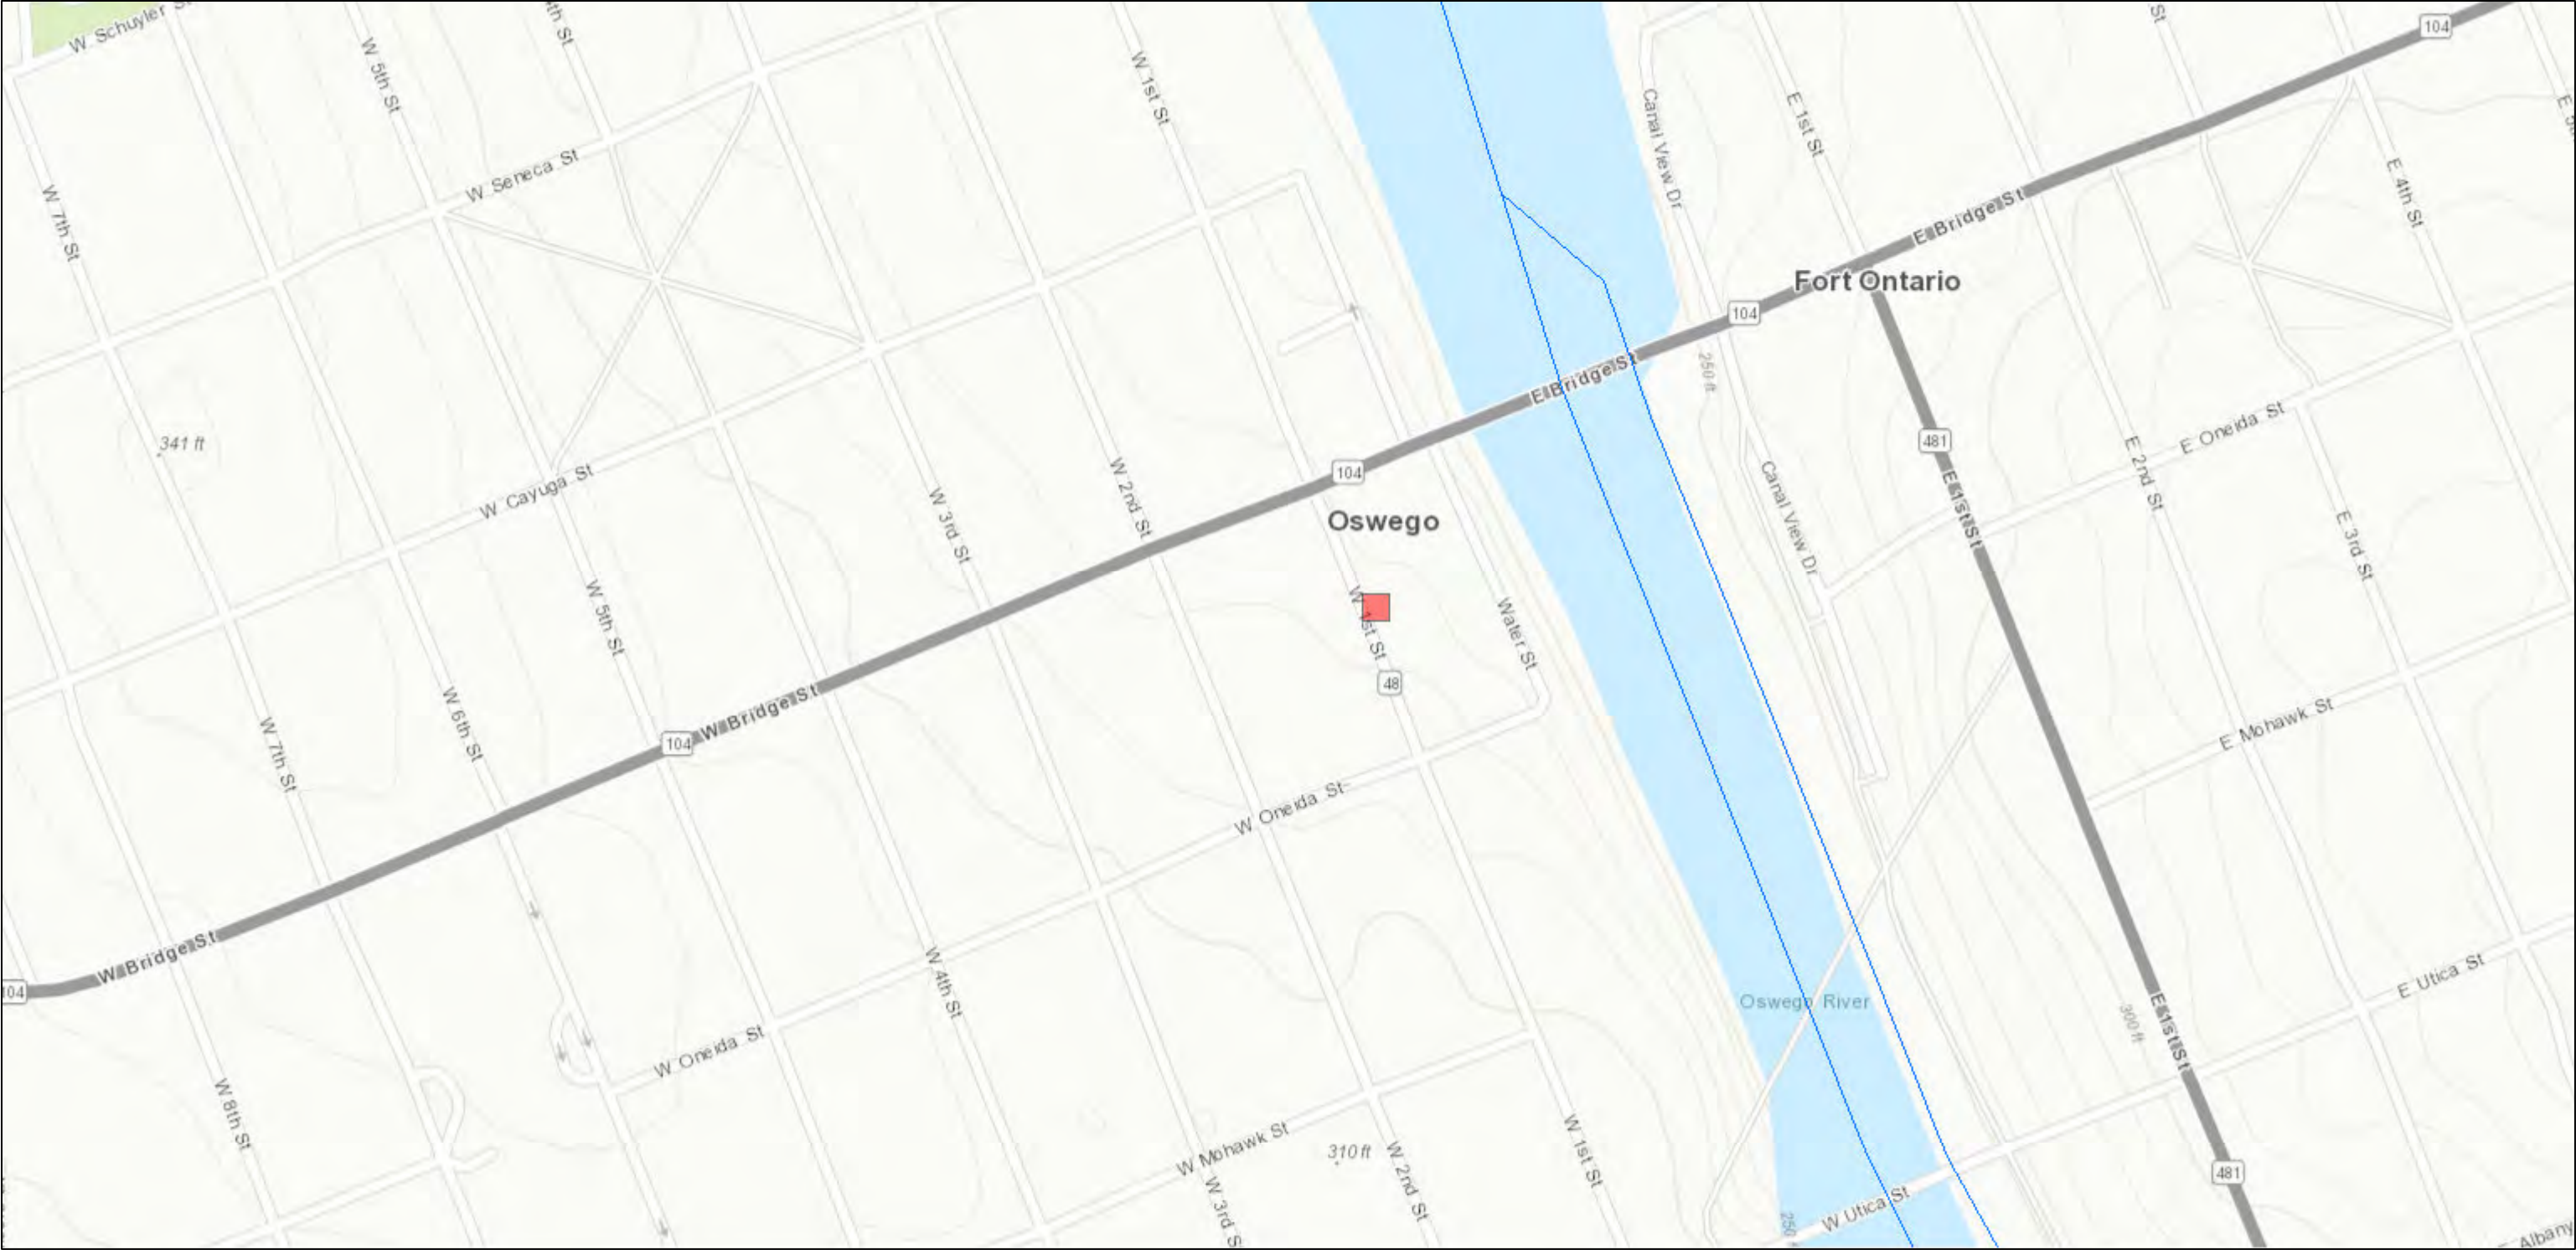 W Schuyler
W 5th St
4th St
W 1st St
St
104
Canal View Dr
E 1st St
W Seneca St
W 7th St
E 4th St
E Bridge St
Fort Ontario
104
250 ft
E Bridge St
341 ft
W Cayuga St
W 2nd St
W 3rd St
104
Oswego
481
E Oneida St
E 2nd St
Canal View Dr
E 1st St
E 3rd St
W 5th St
W 1st St
Water St
48
W 6th St
W 7th St
104
W Bridge St
E Mohawk St
W Oneida St
W Bridge St
104
W 4th St
Oswego River
E Utica St
300 ft
E 1st St
W Oneida St
W 8th St
W Mohawk St
310 ft
W 2nd St
W 1st St
W 3rd S
481
W Utica St
250
Albany